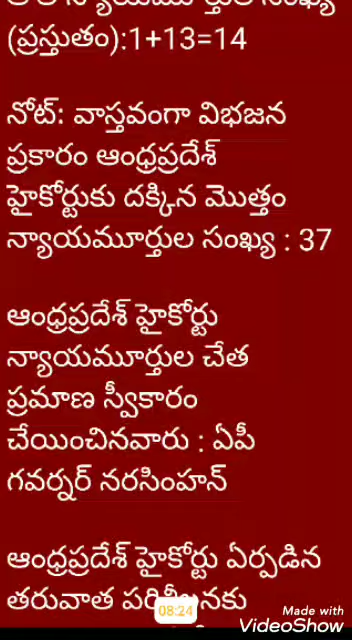 (ప్రస్తుతం):1+13=14
నోట్: వాస్తవంగా విభజన
ప్రకారం ఆంధ్రప్రదేశ్
హైకోర్టుకు దక్కిన మొత్తం
న్యాయమూర్తుల సంఖ్య : 37
ఆంధ్రప్రదేశ్ హైకోర్టు
న్యాయమూర్తుల చేత
ప్రమాణ స్వీకారం
చేయించినవారు : ఏపీ
గవర్నర్ నరసింహన్
ఆంధ్రప్రదేశ్ హైకోర్టు ఏర్పడిన
తరువాత
08:24
Made with
VideoShow